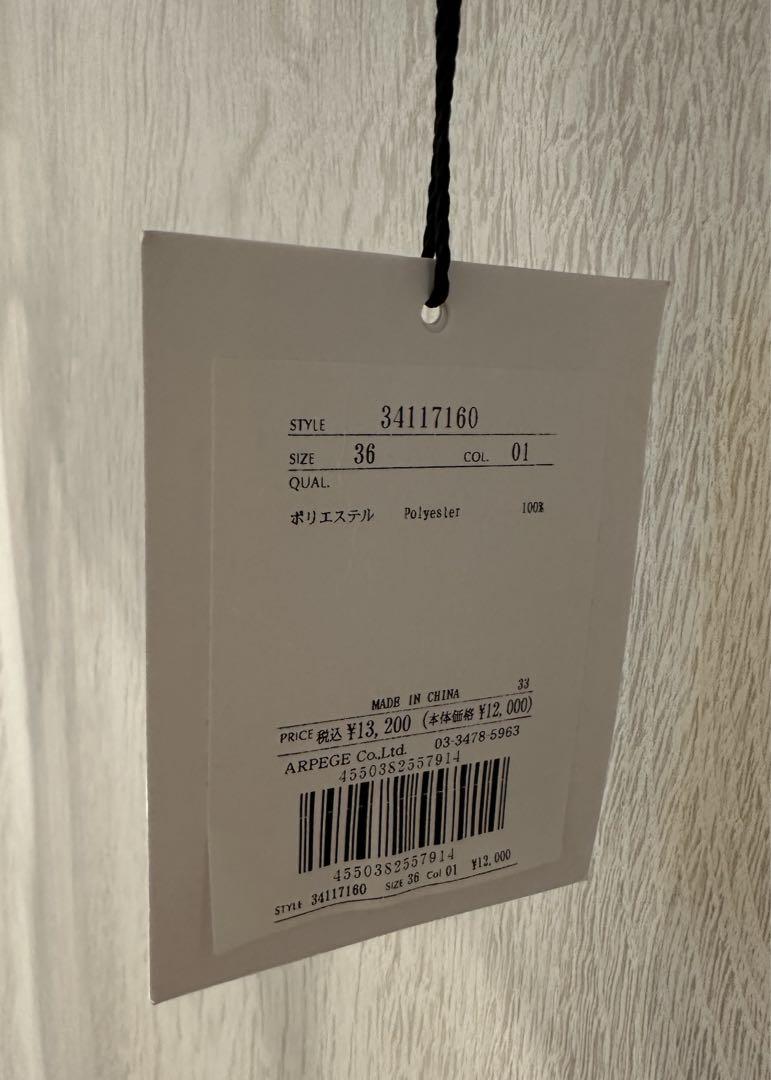 STYLE 34117160
SIZE 36 COL. 01
QUAL.
ポリエステル Polyester 100%
MADE IN CHINA 33
PRICE 税込 ¥13,200 (本体価格 ¥12,000)
ARPEGE Co.,Ltd. 03-3478-5963
4550382557914
4550382557914
STYLE 34117160 SIZE 36 Col 01 ¥12,000